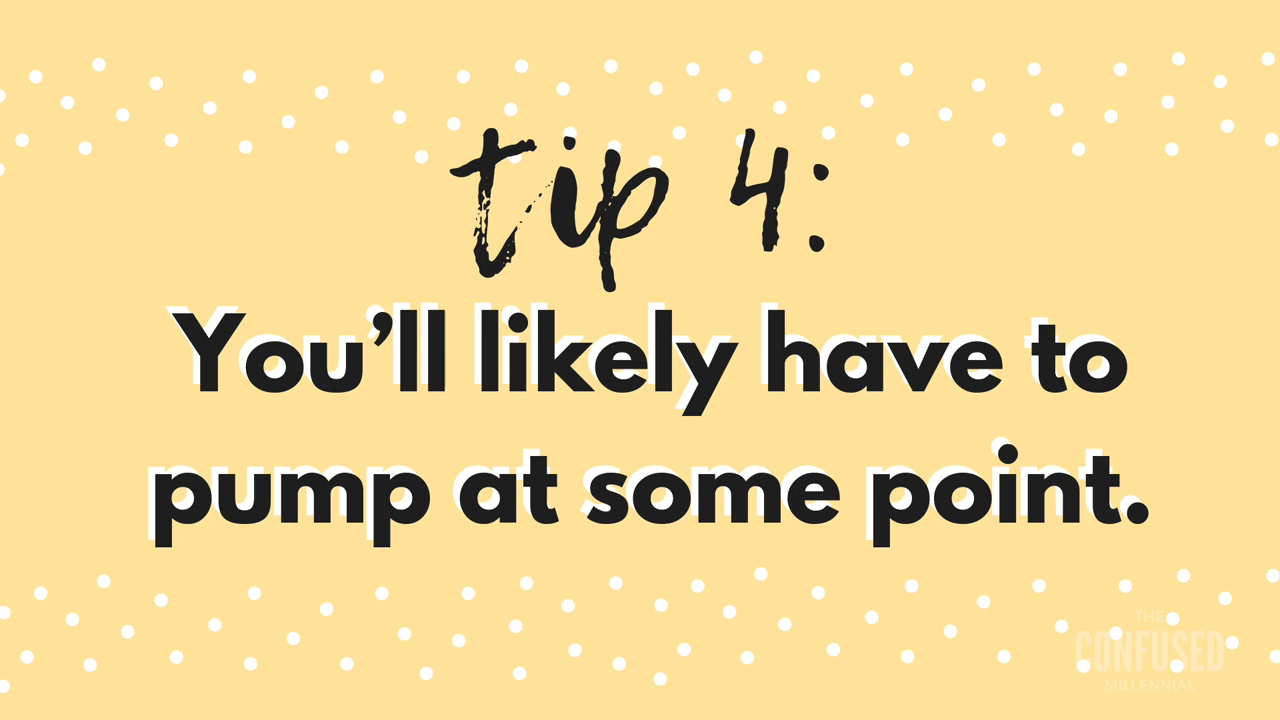 tip 4:
You’ll likely have to
pump at some point.
THE
CONFUSED
MILLENNIAL